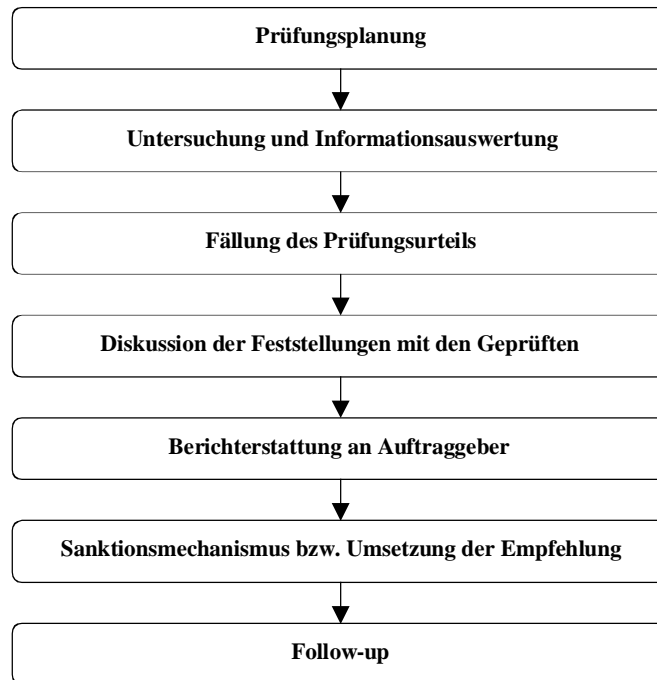 Prüfungsplanung
Untersuchung und Informationsauswertung
Fällung des Prüfungsurteils
Diskussion der Feststellungen mit den Geprüften
Berichterstattung an Auftraggeber
Sanktionsmechanismus bzw. Umsetzung der Empfehlung
Follow-up